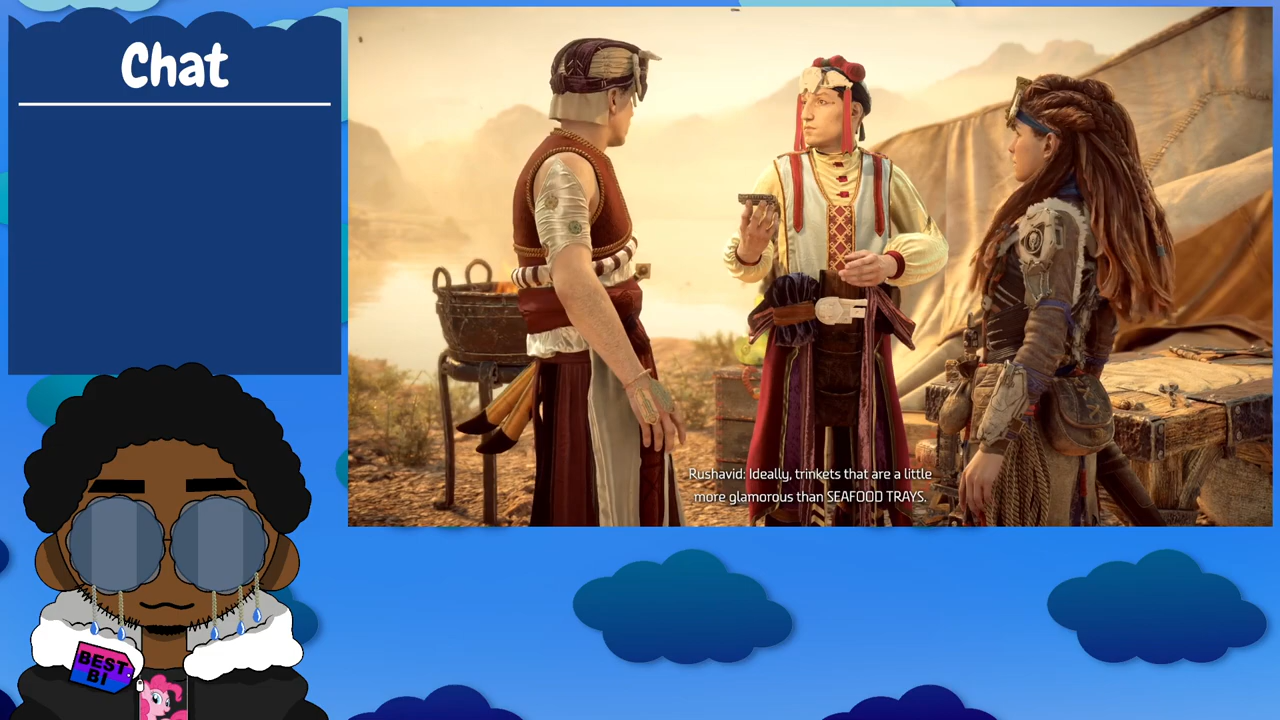 Chat
Rushavid: Ideally, trinkets that are a little
more glamorous than SEAFOOD TRAYS.
BEST.
BI